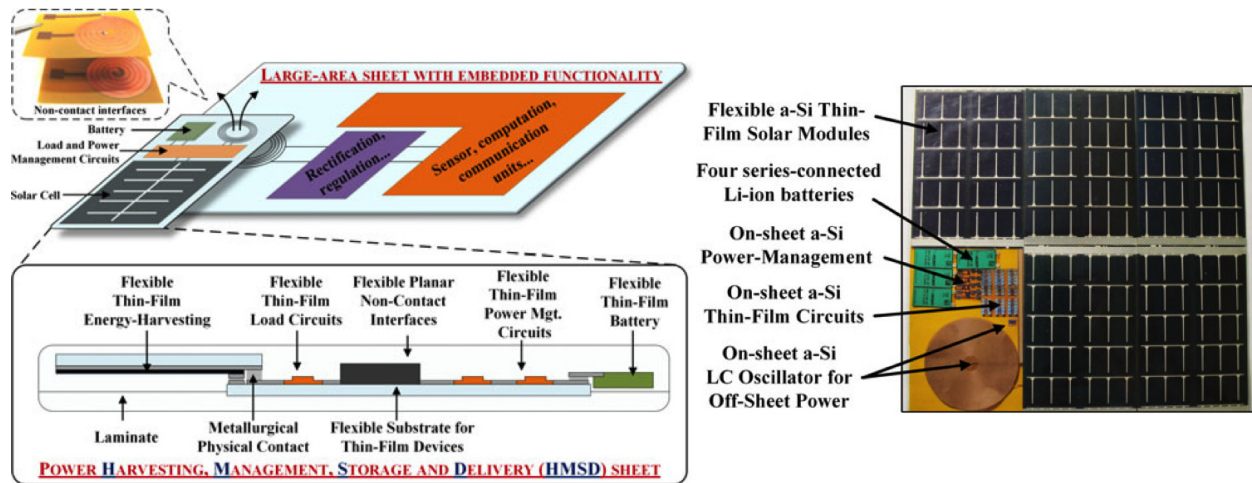 Non-contact interfaces
LARGE-AREA SHEET WITH EMBEDDED FUNCTIONALITY
Battery
Load and Power
Management Circuits
Solar Cell
Rectification,
regulation...
Sensor, computation,
communication
units...
Flexible
Thin-Film
Energy-Harvesting
Flexible
Thin-Film
Load Circuits
Flexible Planar
Non-Contact
Interfaces
Flexible
Thin-Film
Power Mgt.
Circuits
Flexible
Thin-Film
Battery
Laminate
Metallurgical
Physical Contact
Flexible Substrate for
Thin-Film Devices
POWER HARVESTING, MANAGEMENT, STORAGE AND DELIVERY (HMSD) SHEET
Flexible a-Si Thin-
Film Solar Modules
Four series-connected
Li-ion batteries
On-sheet a-Si
Power-Management
On-sheet a-Si
Thin-Film Circuits
On-sheet a-Si
LC Oscillator for
Off-Sheet Power